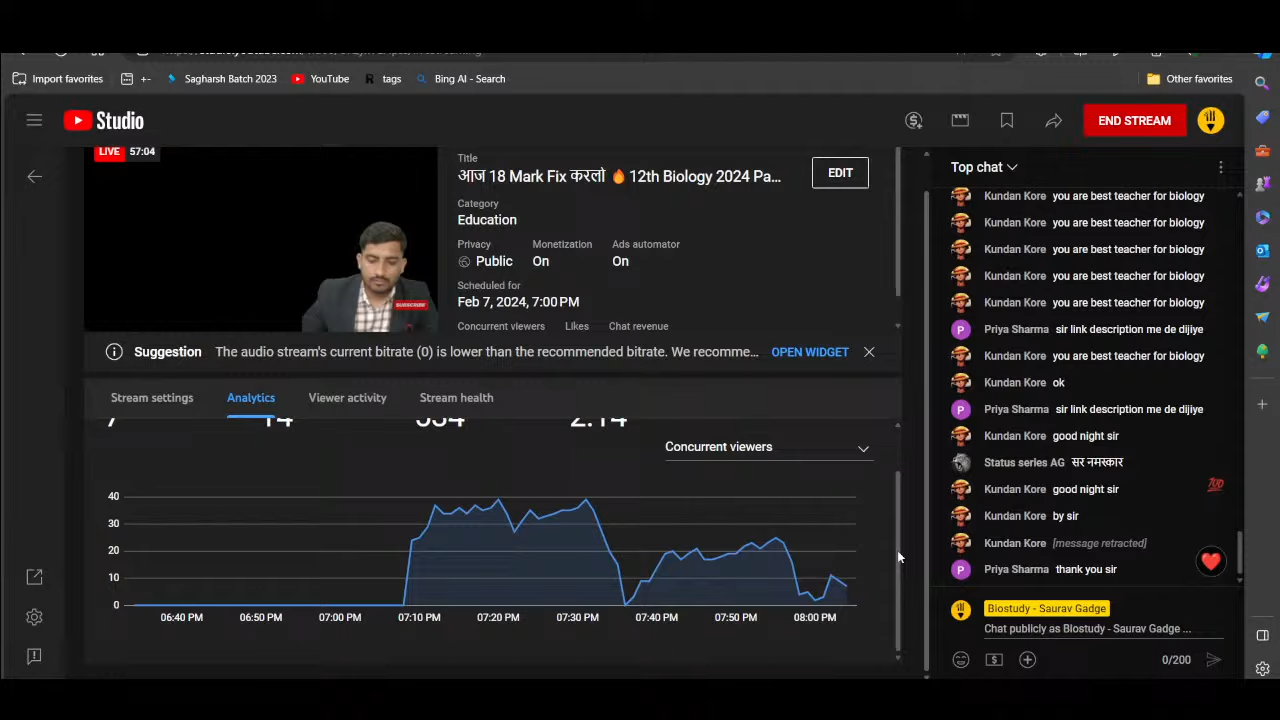 Import favorites
+-
Sagharsh Batch 2023
YouTube
tags
Bing AI - Search
Other favorites
Studio
END STREAM
LIVE 57:04
SUBSCRIBE
Title
आज 18 Mark Fix करलो 🔥 12th Biology 2024 Pa...
EDIT
Category
Education
Privacy
Public
Monetization
On
Ads automator
On
Scheduled for
Feb 7, 2024, 7:00 PM
Concurrent viewers Likes Chat revenue
Suggestion The audio stream's current bitrate (0) is lower than the recommended bitrate. We recomme... OPEN WIDGET
Stream settings Analytics Viewer activity Stream health
7 14 554 2:14
Concurrent viewers
40
30
20
10
0
06:40 PM 06:50 PM 07:00 PM 07:10 PM 07:20 PM 07:30 PM 07:40 PM 07:50 PM 08:00 PM
Top chat
Kundan Kore you are best teacher for biology
Kundan Kore you are best teacher for biology
Kundan Kore you are best teacher for biology
Kundan Kore you are best teacher for biology
Kundan Kore you are best teacher for biology
P Priya Sharma sir link description me de dijiye
Kundan Kore you are best teacher for biology
Kundan Kore ok
P Priya Sharma sir link description me de dijiye
Kundan Kore good night sir
Status series AG सर नमस्कार
Kundan Kore good night sir
Kundan Kore by sir
Kundan Kore [message retracted]
P Priya Sharma thank you sir
💯
Biostudy - Saurav Gadge
Chat publicly as Biostudy - Saurav Gadge ...
0/200